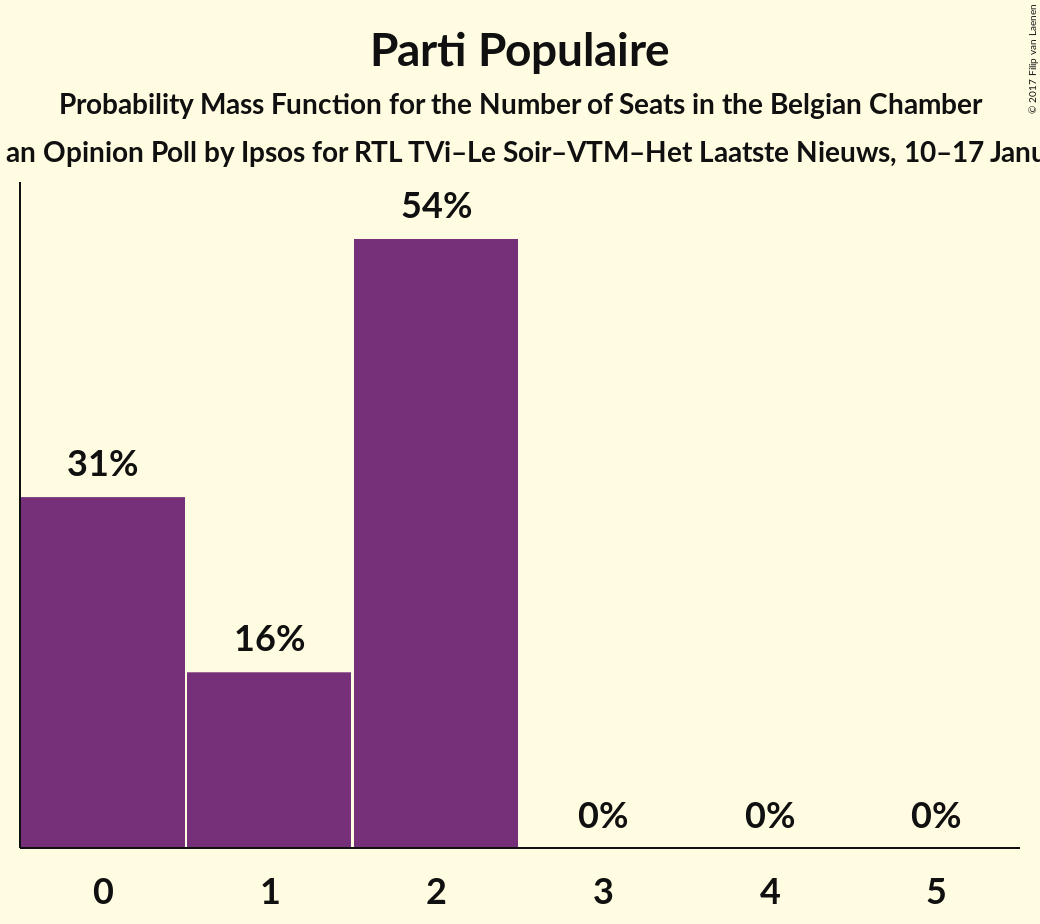 Parti Populaire
Probability Mass Function for the Number of Seats in the Belgian Chamber
an Opinion Poll by Ipsos for RTL TVi–Le Soir–VTM–Het Laatste Nieuws, 10–17 Janu
© 2017 Filip van Laenen
54%
31%
16%
0% 0% 0%
0 1 2 3 4 5